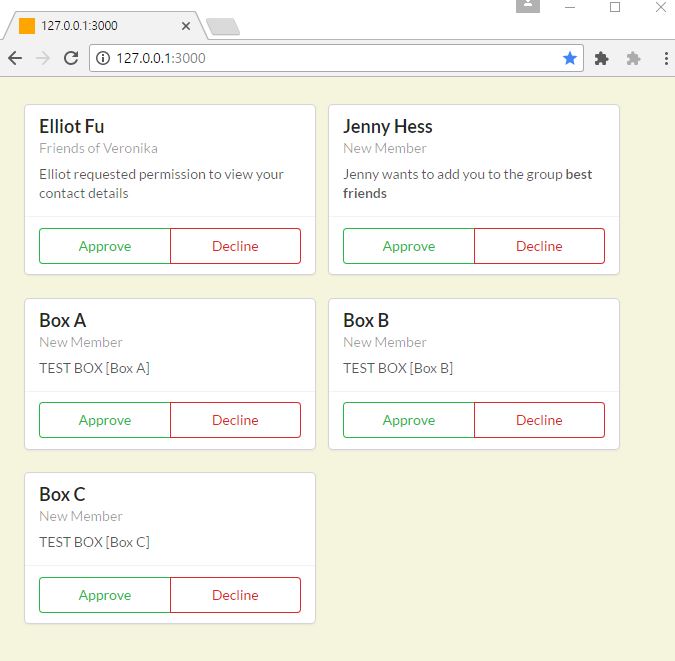 127.0.0.1:3000
127.0.0.1:3000
Elliot Fu
Friends of Veronika
Elliot requested permission to view your
contact details
Approve
Decline
Jenny Hess
New Member
Jenny wants to add you to the group best
friends
Approve
Decline
Box A
New Member
TEST BOX [Box A]
Approve
Decline
Box B
New Member
TEST BOX [Box B]
Approve
Decline
Box C
New Member
TEST BOX [Box C]
Approve
Decline